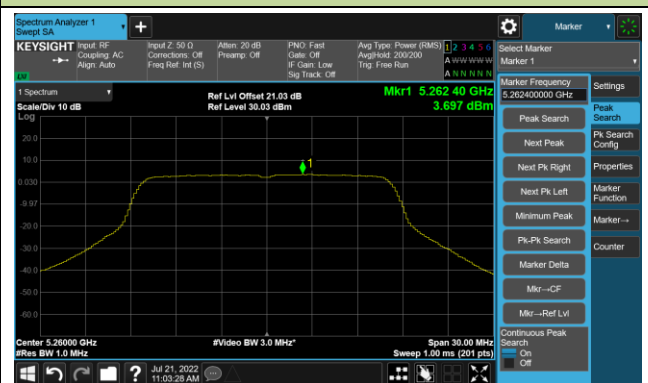 Spectrum Analyzer 1
Swept SA
+
Marker
KEYSIGHT Input: RF Input Z: 50 Ω Atten: 20 dB PNO: Fast Avg Type: Power (RMS) 1 2 3 4 5 6
Coupling: AC Corrections: Off Preamp: Off Gate: Off Avg|Hold: 200/200 A W W W W W
Align: Auto Freq Ref: Int (S) IF Gain: Low Trig: Free Run
Sig Track: Off A N N N N N
LXI
Select Marker
Marker 1
1 Spectrum
Scale/Div 10 dB
Log
Ref Lvl Offset 21.03 dB
Ref Level 30.03 dBm
Mkr1 5.262 40 GHz
3.697 dBm
20.0
10.0
0.030
-9.97
-20.0
-30.0
-40.0
-50.0
-60.0
1
Center 5.26000 GHz #Video BW 3.0 MHz* Span 30.00 MHz
#Res BW 1.0 MHz Sweep 1.00 ms (201 pts)
Marker Frequency
5.262400000 GHz
Peak Search
Next Peak
Next Pk Right
Next Pk Left
Minimum Peak
Pk-Pk Search
Marker Delta
Mkr→CF
Mkr→Ref Lvl
Continuous Peak
Search
On
Off
Settings
Peak
Search
Pk Search
Config
Properties
Marker
Function
Marker→
Counter
?
Jul 21, 2022
11:03:28 AM